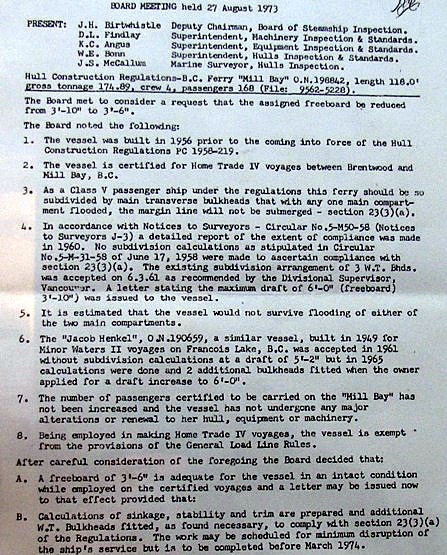 BOARD MEETING held 27 August 1973
PRESENT: J.H. Birtwhistle Deputy Chairman, Board of Steamship Inspection.
D.L. Findlay Superintendent, Machinery Inspection & Standards.
K.C. Angus Superintendent, Equipment Inspection & Standards.
W.E. Bonn Superintendent, Hulls Inspection & Standards.
J.S. McCallum Marine Surveyor, Hulls Inspection.
Hull Construction Regulations-B.C. Ferry "Mill Bay" O.N.198842, length 118.0'
gross tonnage 174.89, crew 4, passengers 168 (File: 9562-5228).
The Board met to consider a request that the assigned freeboard be reduced
from 3'-10" to 3'-6".
The Board noted the following:
1. The vessel was built in 1956 prior to the coming into force of the Hull
Construction Regulations PC 1958-219.
2. The vessel is certified for Home Trade IV voyages between Brentwood and
Mill Bay, B.C.
3. As a Class V passenger ship under the regulations this ferry should be so
subdivided by main transverse bulkheads that with any one main compart-
ment flooded, the margin line will not be submerged - section 23(3)(a).
4. In accordance with Notices to Surveyors - Circular No.5-M50-58 (Notices
to Surveyors J-3) a detailed report of the extent of compliance was made
in 1960. No subdivision calculations as stipulated in Circular
No.5-M-31-58 of June 17, 1958 were made to ascertain compliance with
section 23(3)(a). The existing subdivision arrangement of 3 W.T. Bhds.
was accepted on 6.3.61 as recommended by the Divisional Supervisor,
Vancouver. A letter stating the maximum draft of 6'-0" (freeboard
3'-10") was issued to the vessel.
5. It is estimated that the vessel would not survive flooding of either of
the two main compartments.
6. The "Jacob Henkel", O.N.190659, a similar vessel, built in 1949 for
Minor Waters II voyages on Francois Lake, B.C. was accepted in 1961
without subdivision calculations at a draft of 5'-2" but in 1965
calculations were done and 2 additional bulkheads fitted when the owner
applied for a draft increase to 6'-0".
7. The number of passengers certified to be carried on the "Mill Bay" has
not been increased and the vessel has not undergone any major
alterations or renewal to her hull, equipment or machinery.
8. Being employed in making Home Trade IV voyages, the vessel is exempt
from the provisions of the General Load Line Rules.
After careful consideration of the foregoing the Board decided that:
A. A freeboard of 3'-6" is adequate for the vessel in an intact condition
while employed on the certified voyages and a letter may be issued now
to that effect provided that:
B. Calculations of sinkage, stability and trim are prepared and additional
W.T. Bulkheads fitted, as found necessary, to comply with section 23(3)(a)
of the Regulations. The work may be scheduled for minimum disruption of
the ship's service but is to be completed before March 1974.